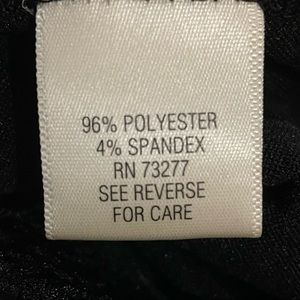 96% POLYESTER
4% SPANDEX
RN 73277
SEE REVERSE
FOR CARE